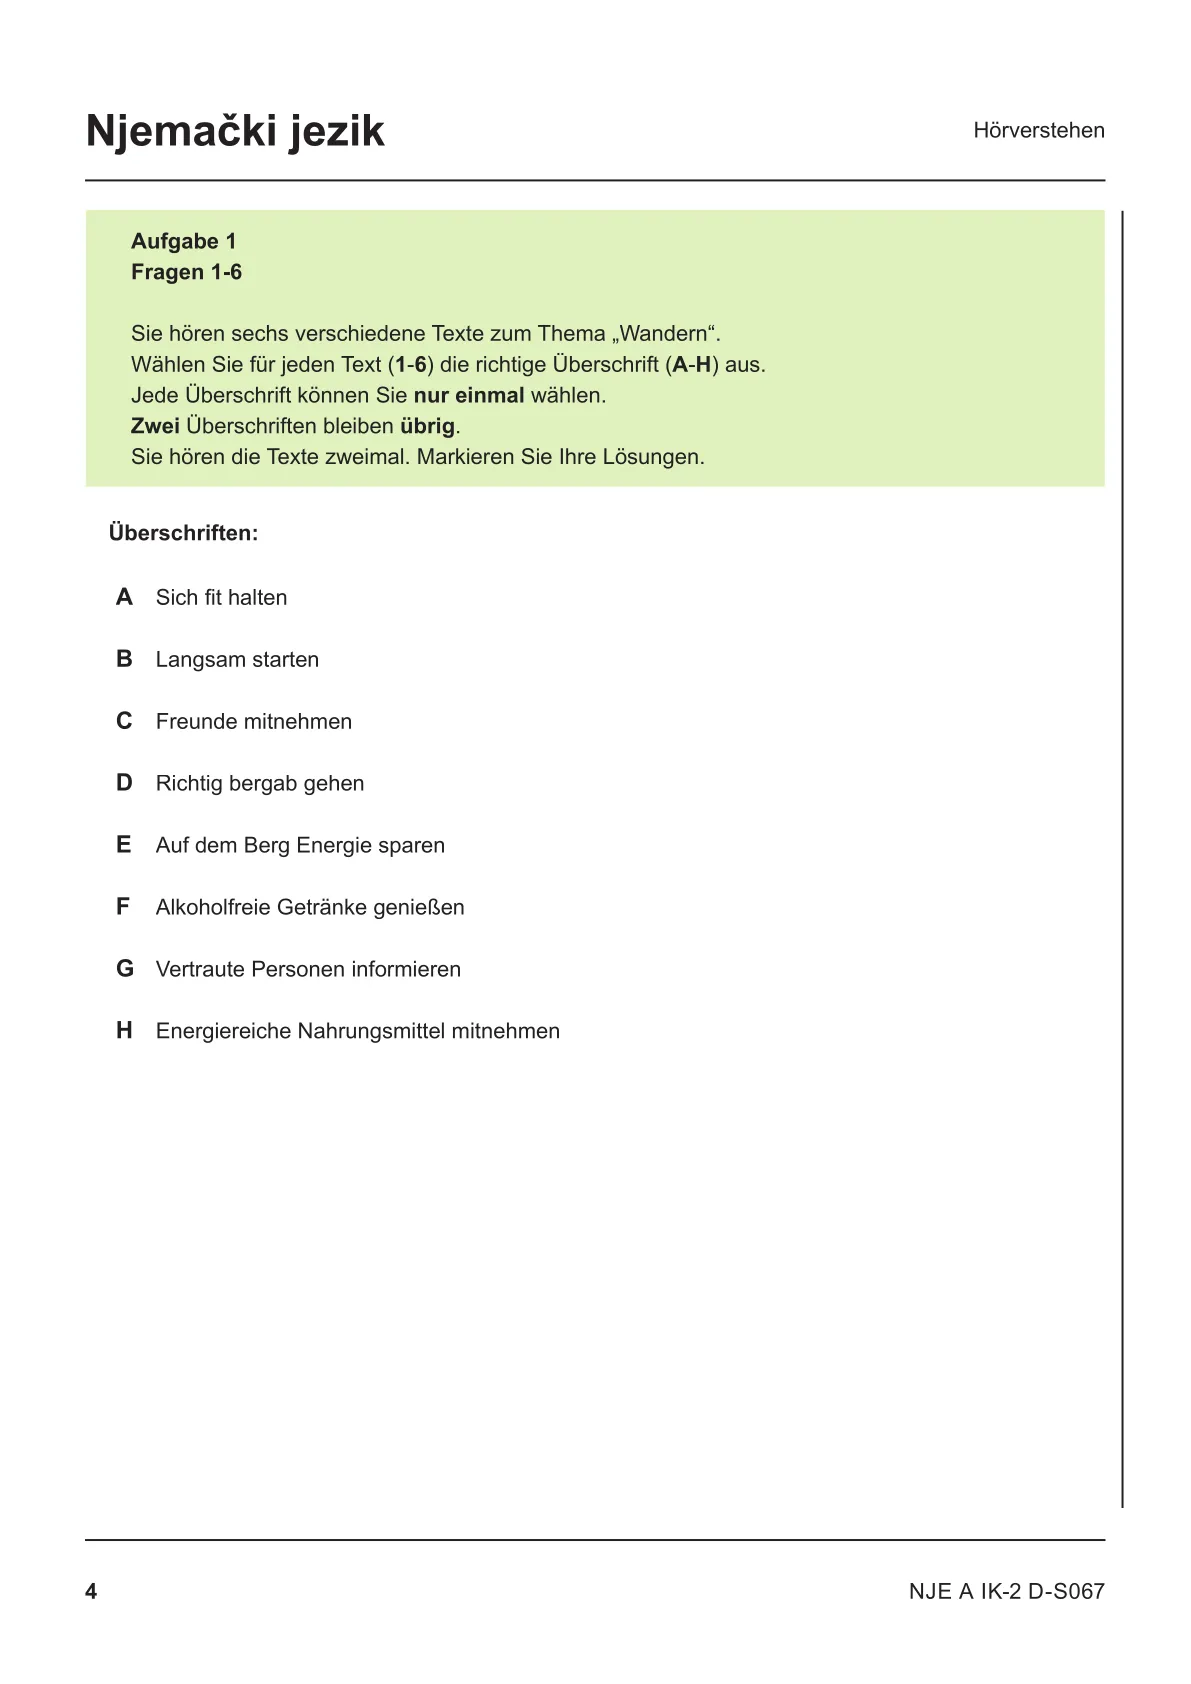 Njemački jezik
Hörverstehen
Aufgabe 1
Fragen 1-6
Sie hören sechs verschiedene Texte zum Thema „Wandern“.
Wählen Sie für jeden Text (1-6) die richtige Überschrift (A-H) aus.
Jede Überschrift können Sie nur einmal wählen.
Zwei Überschriften bleiben übrig.
Sie hören die Texte zweimal. Markieren Sie Ihre Lösungen.
Überschriften:
A Sich fit halten
B Langsam starten
C Freunde mitnehmen
D Richtig bergab gehen
E Auf dem Berg Energie sparen
F Alkoholfreie Getränke genießen
G Vertraute Personen informieren
H Energiereiche Nahrungsmittel mitnehmen
4
NJE A IK-2 D-S067